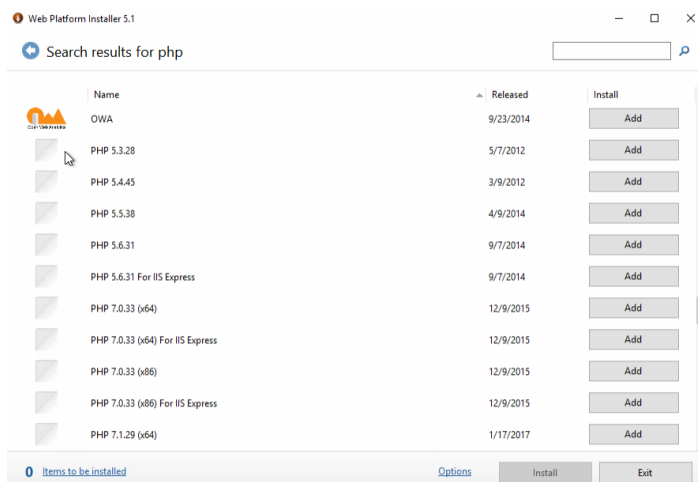 Web Platform Installer 5.1
Search results for php
Name Released Install
OWA 9/23/2014 Add
PHP 5.3.28 5/7/2012 Add
PHP 5.4.45 3/9/2012 Add
PHP 5.5.38 4/9/2014 Add
PHP 5.6.31 9/7/2014 Add
PHP 5.6.31 For IIS Express 9/7/2014 Add
PHP 7.0.33 (x64) 12/9/2015 Add
PHP 7.0.33 (x64) For IIS Express 12/9/2015 Add
PHP 7.0.33 (x86) 12/9/2015 Add
PHP 7.0.33 (x86) For IIS Express 12/9/2015 Add
PHP 7.1.29 (x64) 1/17/2017 Add
0 Items to be installed Options Install Exit